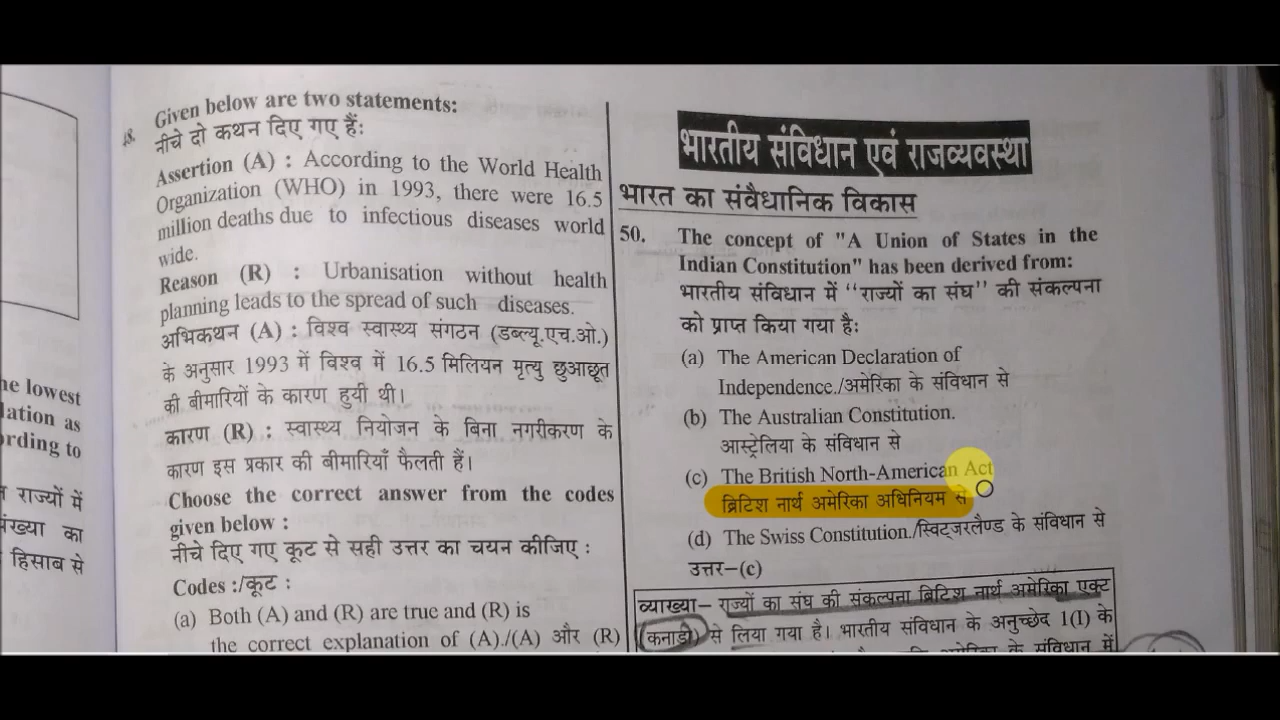 he lowest
lation as
ording to
राज्यों में
संख्या का
हिसाब से
48.
Given below are two statements:
नीचे दो कथन दिए गए हैं:
Assertion (A) : According to the World Health
Organization (WHO) in 1993, there were 16.5
million deaths due to infectious diseases world
wide.
Reason (R) : Urbanisation without health
planning leads to the spread of such diseases.
अभिकथन (A) : विश्व स्वास्थ्य संगठन (डब्ल्यू.एच.ओ.)
के अनुसार 1993 में विश्व में 16.5 मिलियन मृत्यु छुआछूत
की बीमारियों के कारण हुयी थी।
कारण (R) : स्वास्थ्य नियोजन के बिना नगरीकरण के
कारण इस प्रकार की बीमारियाँ फैलती हैं।
Choose the correct answer from the codes
given below :
नीचे दिए गए कूट से सही उत्तर का चयन कीजिए :
Codes :/कूट :
(a) Both (A) and (R) are true and (R) is
the correct explanation of (A)./(A) और (R)
भारतीय संविधान एवं राजव्यवस्था
भारत का संवैधानिक विकास
50. The concept of "A Union of States in the
Indian Constitution" has been derived from:
भारतीय संविधान में ‘‘राज्यों का संघ’’ की संकल्पना
को प्राप्त किया गया है:
(a) The American Declaration of
Independence./अमेरिका के संविधान से
(b) The Australian Constitution.
आस्ट्रेलिया के संविधान से
(c) The British North-American Act
ब्रिटिश नार्थ अमेरिका अधिनियम से
(d) The Swiss Constitution./स्विट्जरलैण्ड के संविधान से
उत्तर–(c)
व्याख्या– राज्यों का संघ की संकल्पना ब्रिटिश नार्थ अमेरिका एक्ट
(कनाडा) से लिया गया है। भारतीय संविधान के अनुच्छेद 1(I) के
अमेरिका के संविधान में